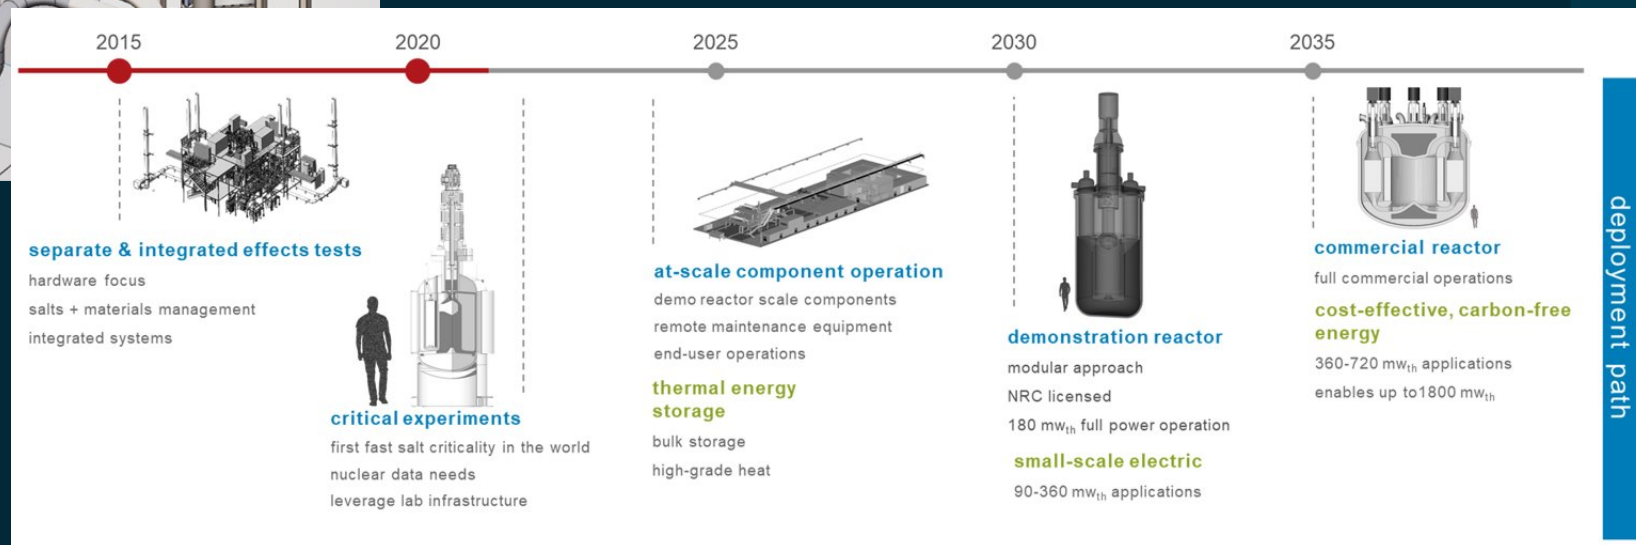 2015
2020
2025
2030
2035
separate & integrated effects tests
hardware focus
salts + materials management
integrated systems
critical experiments
first fast salt criticality in the world
nuclear data needs
leverage lab infrastructure
at-scale component operation
demo reactor scale components
remote maintenance equipment
end-user operations
thermal energy
storage
bulk storage
high-grade heat
demonstration reactor
modular approach
NRC licensed
180 mwth full power operation
small-scale electric
90-360 mwth applications
commercial reactor
full commercial operations
cost-effective, carbon-free
energy
360-720 mwth applications
enables up to1800 mwth
deployment path